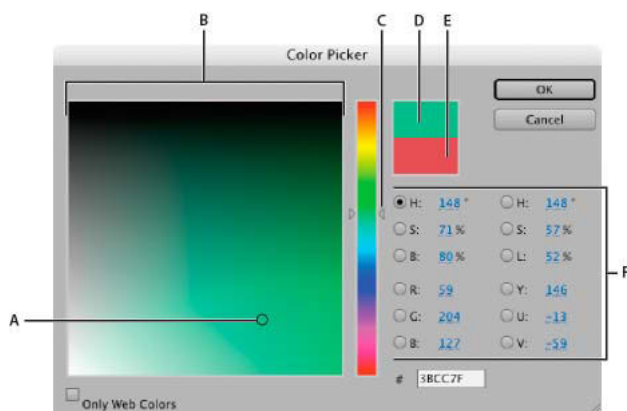 B C D E
Color Picker
OK
Cancel
H: 148 ° H: 148 °
S: 71 % S: 57 %
B: 80 % L: 52 %
F
R: 59 Y: 146
A
G: 204 U: -13
B: 127 V: -59
# 3BCC7F
Only Web Colors